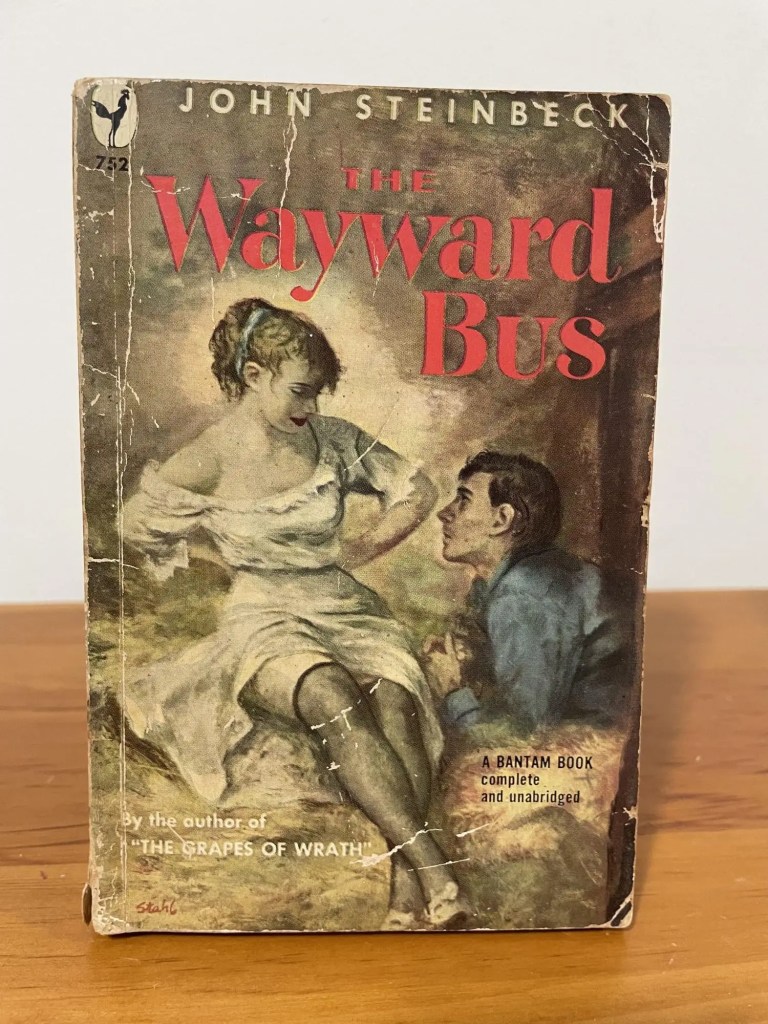 JOHN STEINBECK
752
THE
Wayward
Bus
A BANTAM BOOK
complete
and unabridged
By the author of
"THE GRAPES OF WRATH"
Stahl